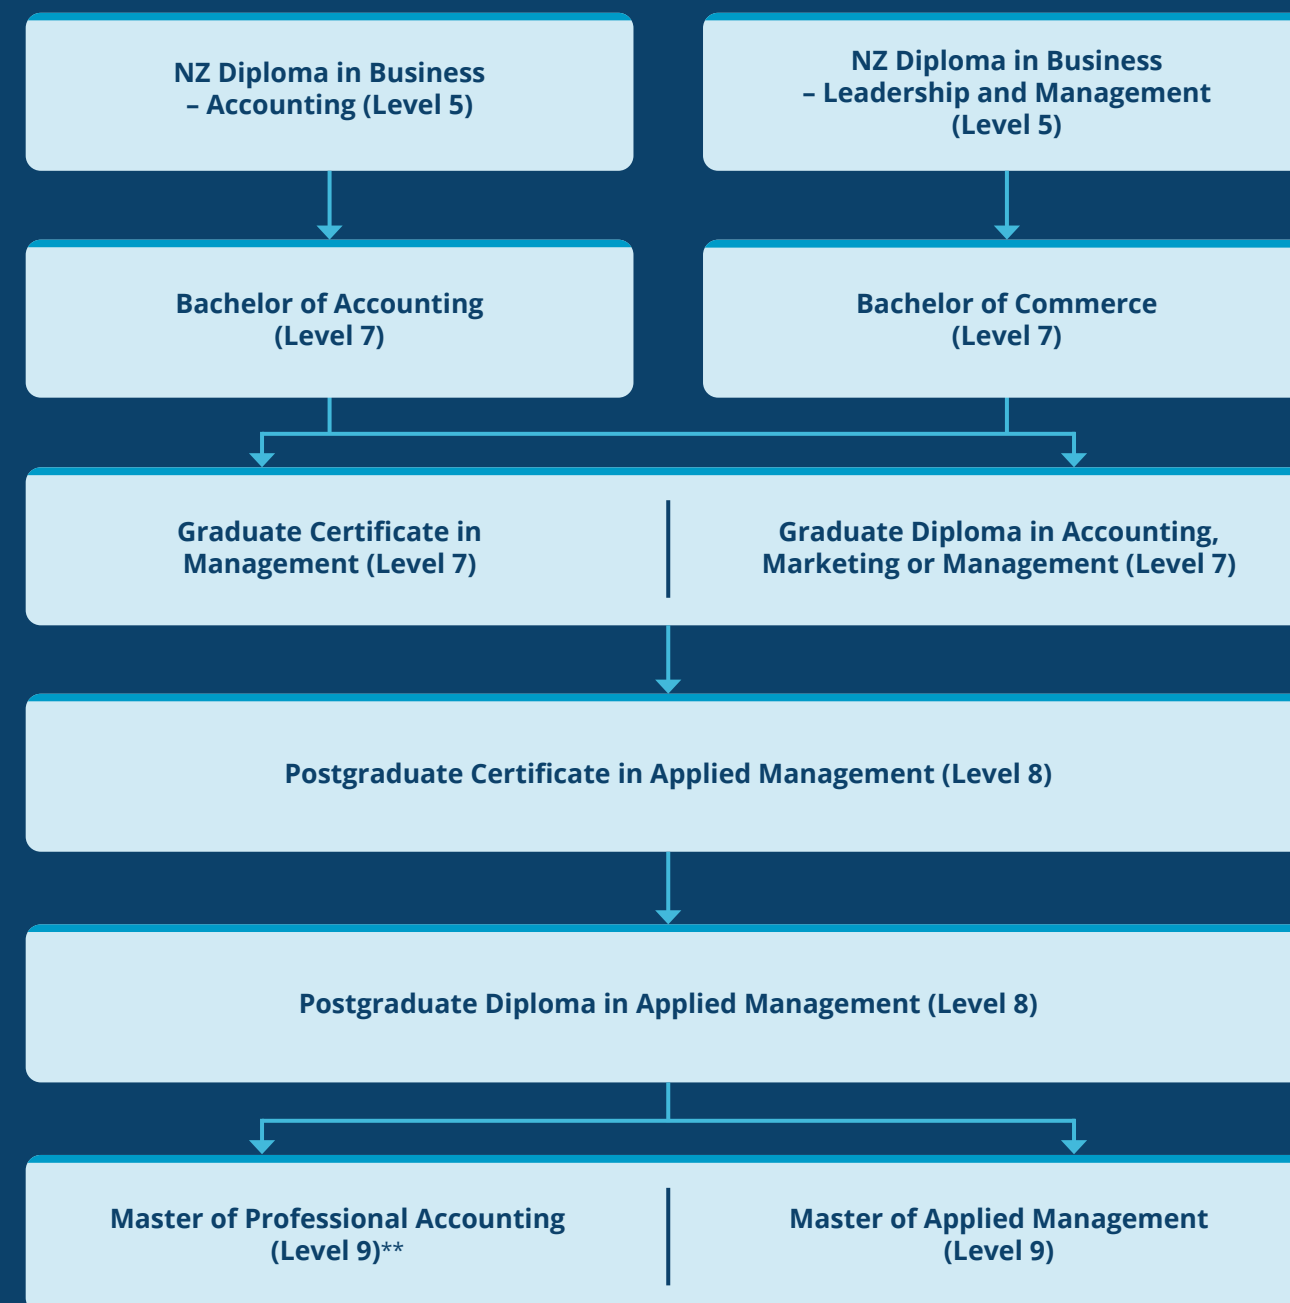 NZ Diploma in Business
– Accounting (Level 5)
NZ Diploma in Business
– Leadership and Management
(Level 5)
Bachelor of Accounting
(Level 7)
Bachelor of Commerce
(Level 7)
Graduate Certificate in
Management (Level 7)
Graduate Diploma in Accounting,
Marketing or Management (Level 7)
Postgraduate Certificate in Applied Management (Level 8)
Postgraduate Diploma in Applied Management (Level 8)
Master of Professional Accounting
(Level 9)**
Master of Applied Management
(Level 9)